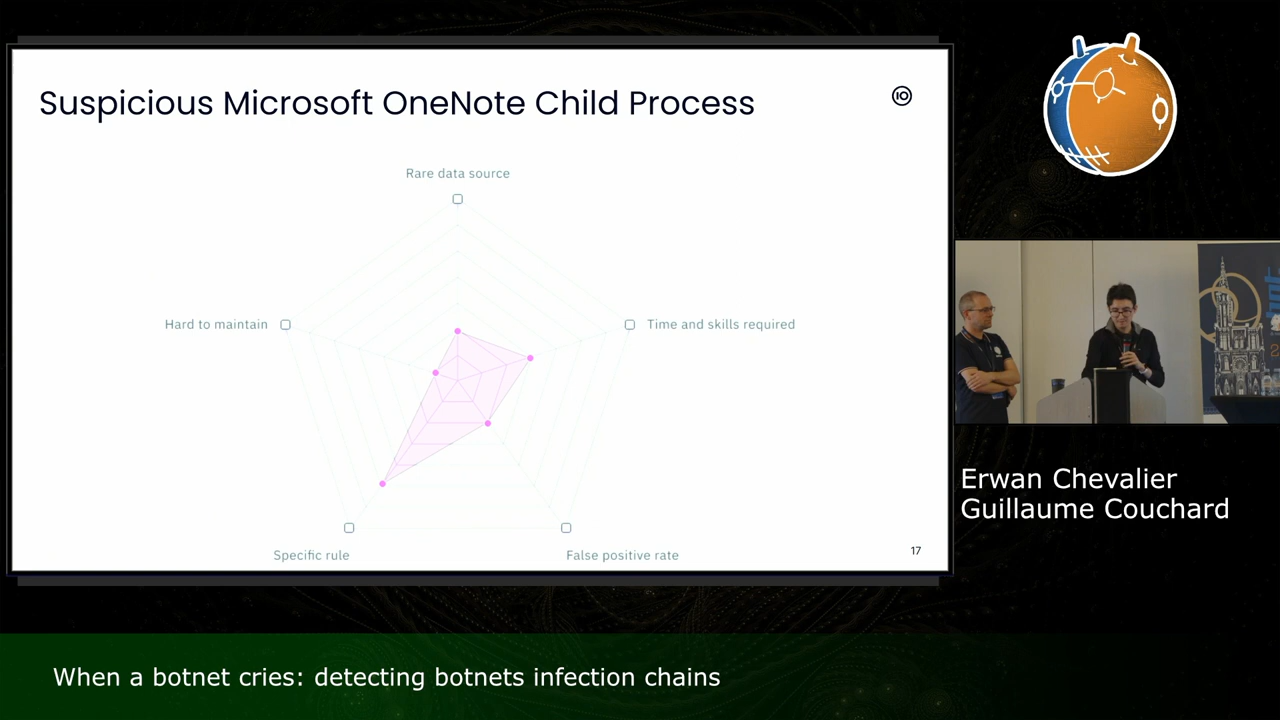 Suspicious Microsoft OneNote Child Process
Rare data source
Hard to maintain
Time and skills required
Specific rule
False positive rate
17
Erwan Chevalier
Guillaume Couchard
When a botnet cries: detecting botnets infection chains